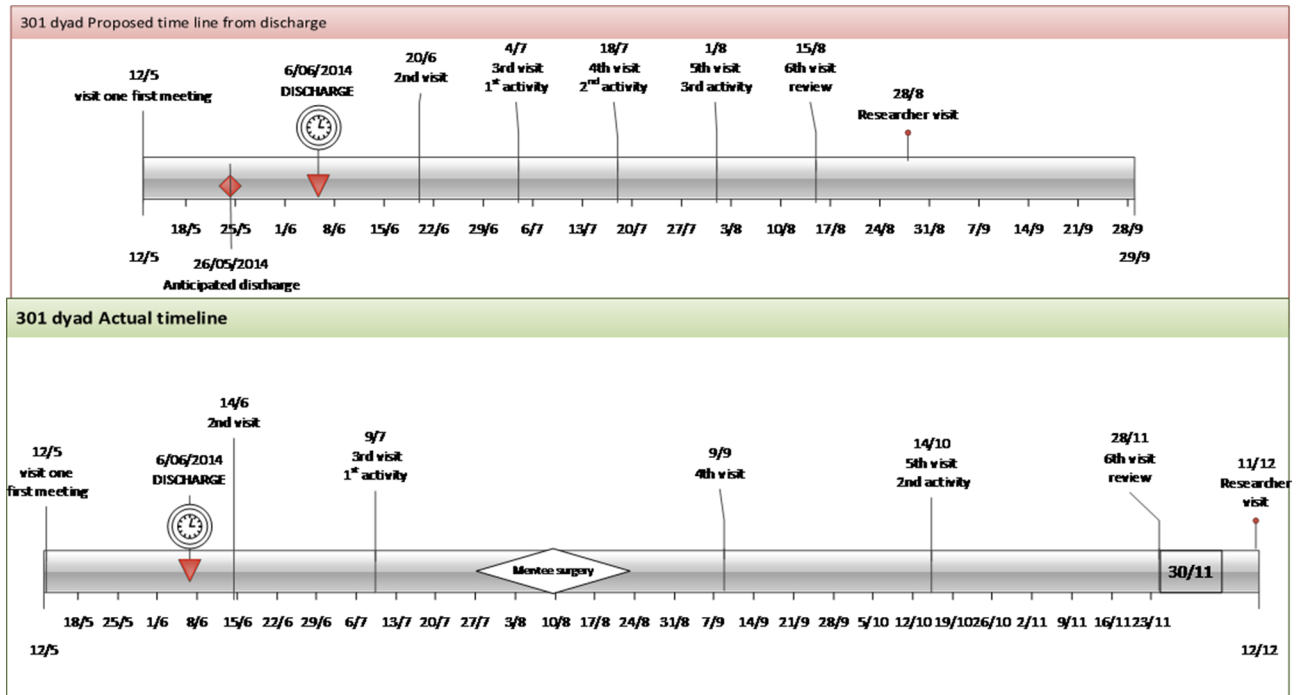 301 dyad Proposed time line from discharge
12/5
visit one first meeting
6/06/2014
DISCHARGE
20/6
2nd visit
4/7
3rd visit
1st activity
18/7
4th visit
2nd activity
1/8
5th visit
3rd activity
15/8
6th visit
review
28/8
Researcher visit
18/5 25/5 1/6 8/6 15/6 22/6 29/6 6/7 13/7 20/7 27/7 3/8 10/8 17/8 24/8 31/8 7/9 14/9 21/9 28/9
12/5
29/9
26/05/2014
Anticipated discharge
301 dyad Actual timeline
12/5
visit one
first meeting
6/06/2014
DISCHARGE
14/6
2nd visit
9/7
3rd visit
1st activity
Mentee surgery
9/9
4th visit
14/10
5th visit
2nd activity
28/11
6th visit
review
30/11
11/12
Researcher
visit
18/5 25/5 1/6 8/6 15/6 22/6 29/6 6/7 13/7 20/7 27/7 3/8 10/8 17/8 24/8 31/8 7/9 14/9 21/9 28/9 5/10 12/10 19/10 26/10 2/11 9/11 16/11 23/11
12/5
12/12